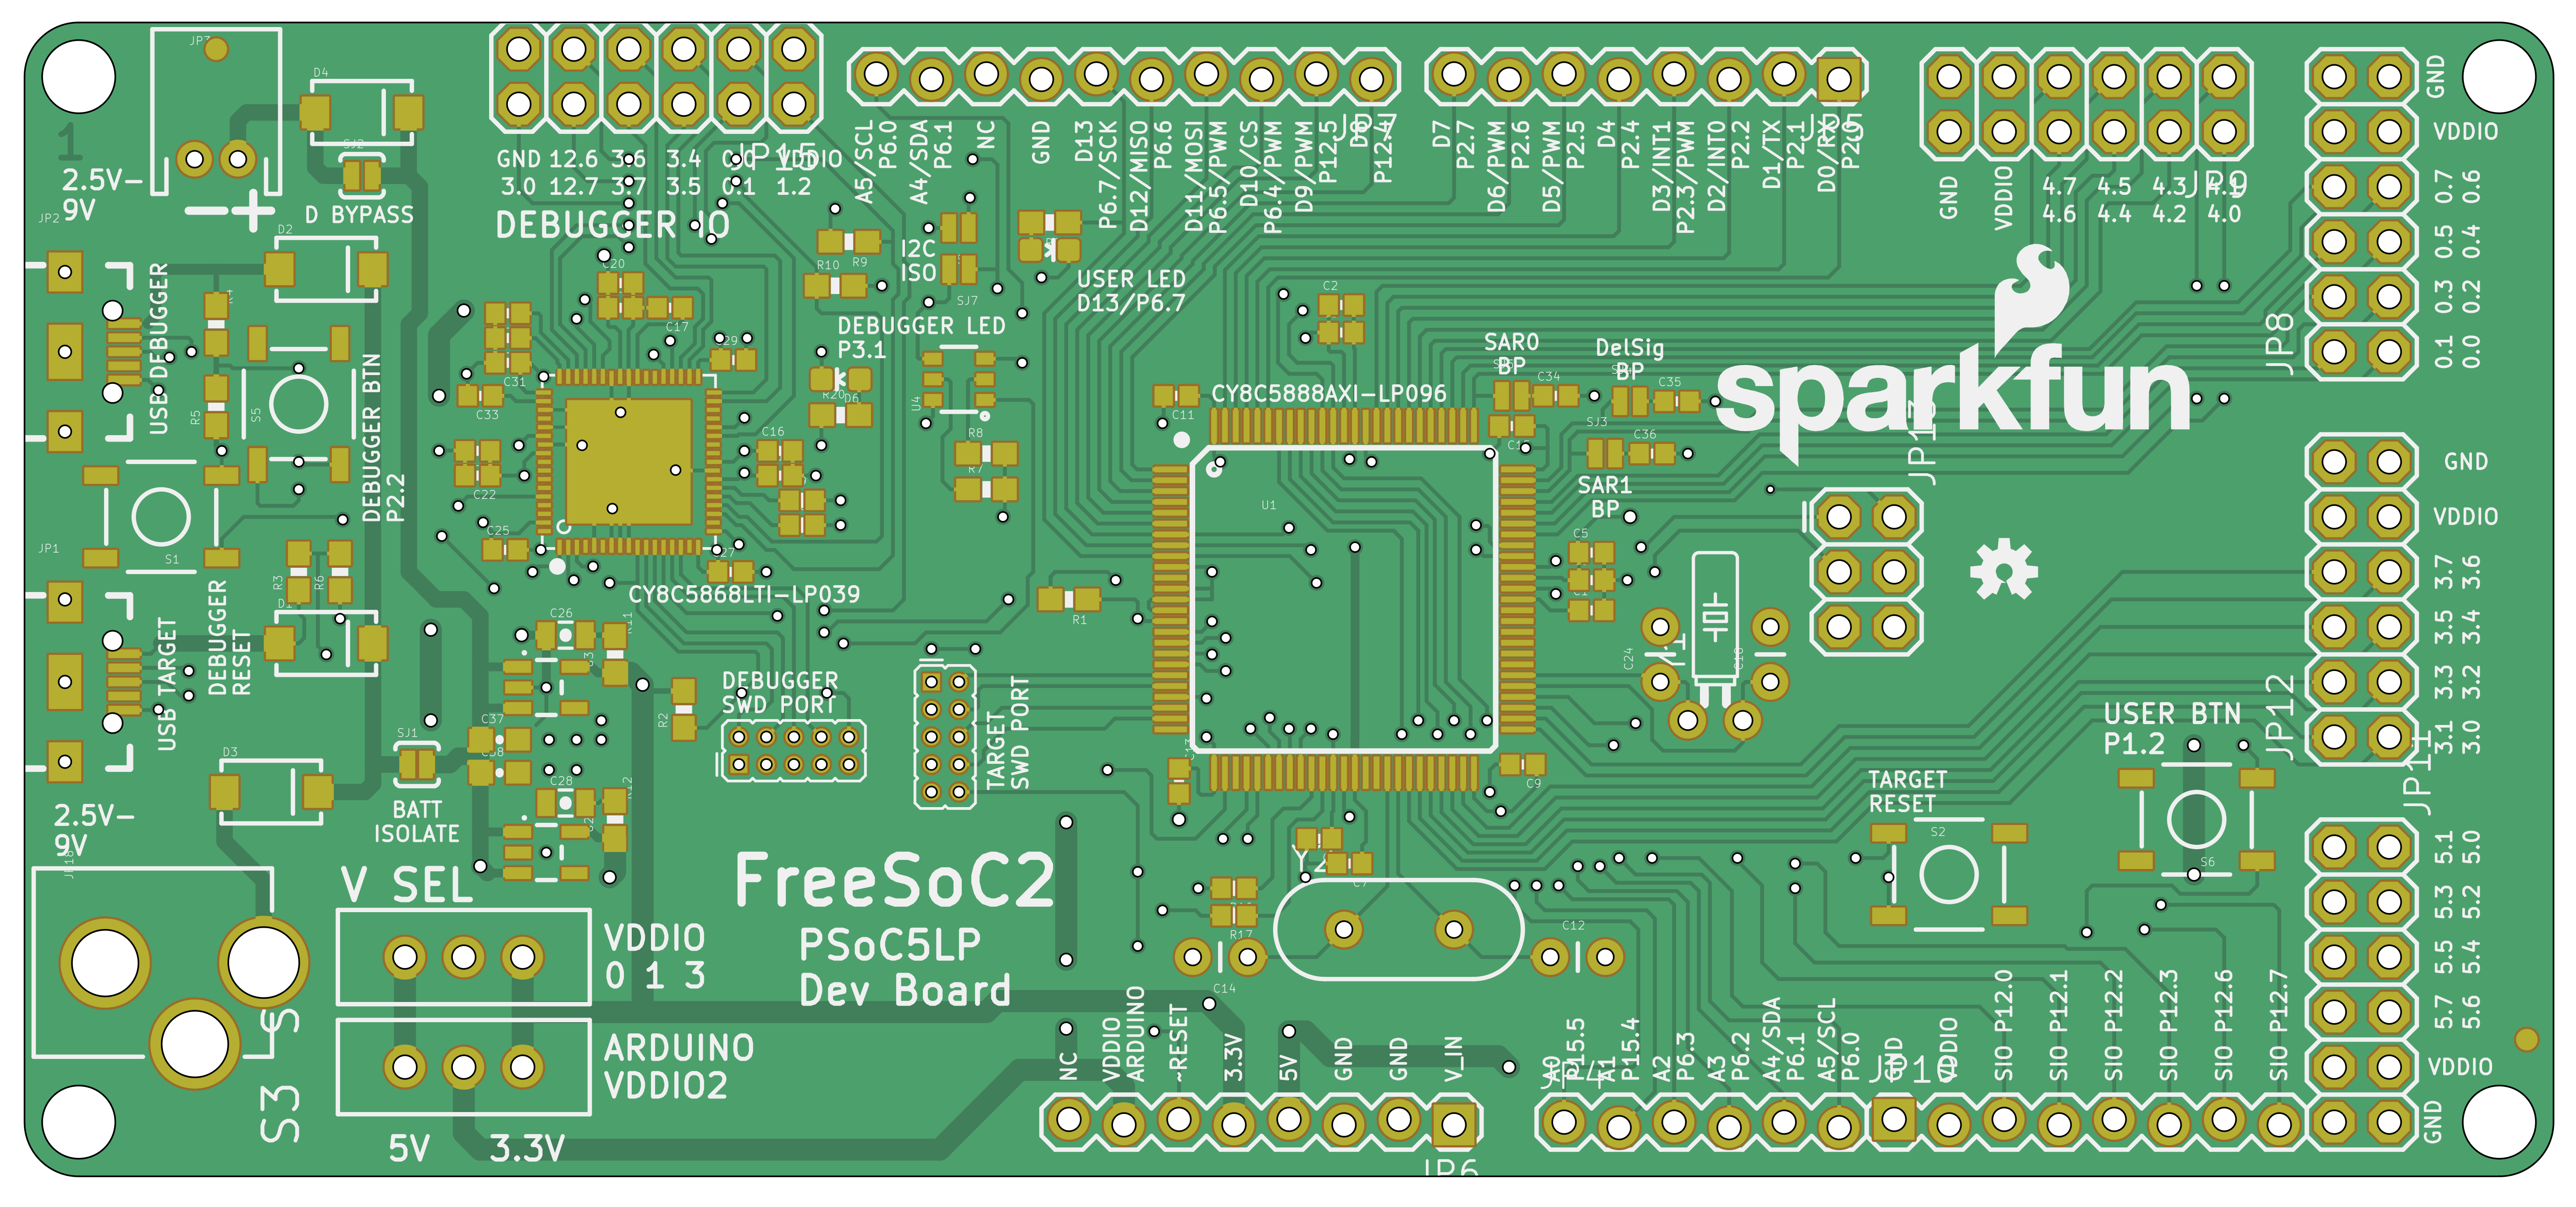 JP3
D4
1
2.5V-
9V
SJ2
D BYPASS
JP2
D2
USB DEBUGGER
R5
S5
DEBUGGER BTN
P2.2
S1
JP1
R3
R6
DEBUGGER
RESET
USB TARGET
D3
SJ1
BATT
ISOLATE
2.5V-
9V
V SEL
VDDIO
0 1 3
ARDUINO
VDDIO2
S3
5V 3.3V
GND 12.6 3.6 3.4 0.0 VDDIO
3.0 12.7 3.7 3.5 0.1 1.2
JP15
DEBUGGER IO
C20
C17
C29
C31
C33
C22
C25
C16
C27
CY8C5868LTI-LP039
C26
R11
C37
C28
R12
R2
DEBUGGER
SWD PORT
TARGET
SWD PORT
R10
R9
I2C
ISO
SJ7
DEBUGGER LED
P3.1
R20
D6
U4
R8
R7
R1
USER LED
D13/P6.7
A5/SCL
P6.0
A4/SDA
P6.1
NC
GND
D13
P6.7/SCK
D12/MISO
P6.6
D11/MOSI
P6.5/PWM
D10/CS
P6.4/PWM
D9/PWM
P12.5
D8
P12.4
JP7
D7
P2.7
D6/PWM
P2.6
D5/PWM
P2.5
D4
P2.4
D3/INT1
P2.3/PWM
D2/INT0
P2.2
D1/TX
P2.1
D0/RX
P2.0
JP5
C2
C11
CY8C5888AXI-LP096
U1
SAR0
BP
C34
DelSig
BP
C35
SJ3
C36
SAR1
BP
C5
C9
C24
Y1
C12
C14
R17
C7
GND
VDDIO
4.7 4.5 4.3 4.1
4.6 4.4 4.2 4.0
JP9
sparkfun
JP13
GND
VDDIO
0.7 0.6
0.5 0.4
0.3 0.2
0.1 0.0
JP8
GND
VDDIO
3.7 3.6
3.5 3.4
3.3 3.2
3.1 3.0
JP12
USER BTN
P1.2
S6
TARGET
RESET
S2
JP11
5.1 5.0
5.3 5.2
5.5 5.4
5.7 5.6
VDDIO
GND
FreeSoC2
PSoC5LP
Dev Board
NC
VDDIO
ARDUINO
~RESET
3.3V
5V
GND
GND
V_IN
JP6
A0
P15.5
A1
P15.4
A2
P6.3
A3
P6.2
A4/SDA
P6.1
A5/SCL
P6.0
JP4
GND
VDDIO
JP10
SIO P12.0
SIO P12.1
SIO P12.2
SIO P12.3
SIO P12.6
SIO P12.7